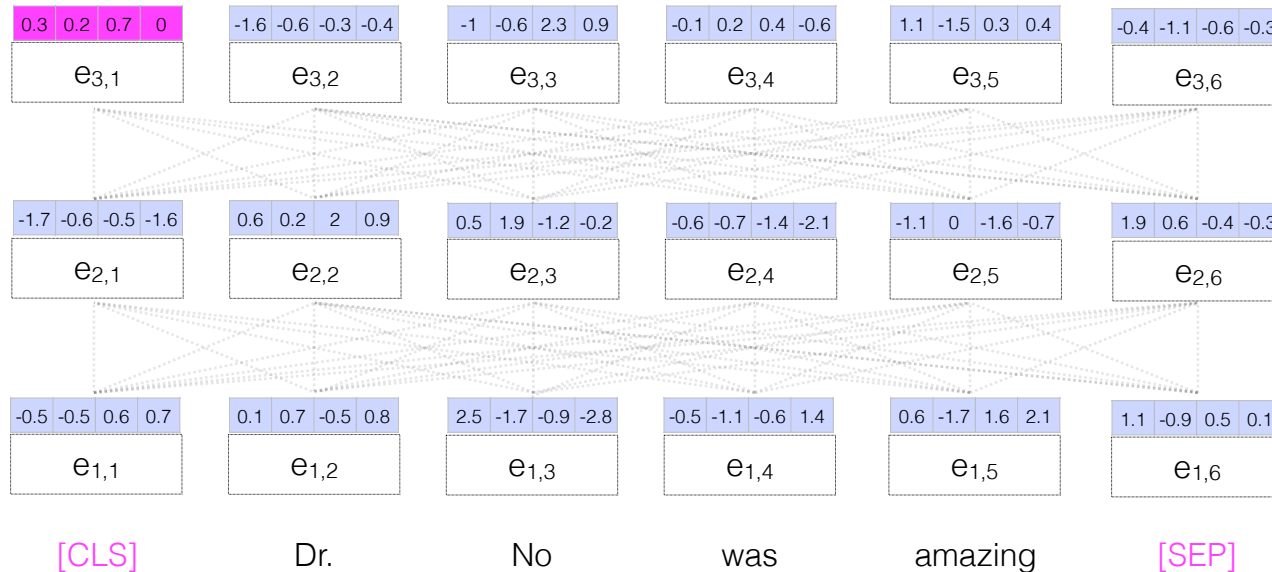 0.3 0.2 0.7 0 -1.6 -0.6 -0.3 -0.4 -1 -0.6 2.3 0.9 -0.1 0.2 0.4 -0.6 1.1 -1.5 0.3 0.4 -0.4 -1.1 -0.6 -0.3
e3,1 e3,2 e3,3 e3,4 e3,5 e3,6
-1.7 -0.6 -0.5 -1.6 0.6 0.2 2 0.9 0.5 1.9 -1.2 -0.2 -0.6 -0.7 -1.4 -2.1 -1.1 0 -1.6 -0.7 1.9 0.6 -0.4 -0.3
e2,1 e2,2 e2,3 e2,4 e2,5 e2,6
-0.5 -0.5 0.6 0.7 0.1 0.7 -0.5 0.8 2.5 -1.7 -0.9 -2.8 -0.5 -1.1 -0.6 1.4 0.6 -1.7 1.6 2.1 1.1 -0.9 0.5 0.1
e1,1 e1,2 e1,3 e1,4 e1,5 e1,6
[CLS] Dr. No was amazing [SEP]